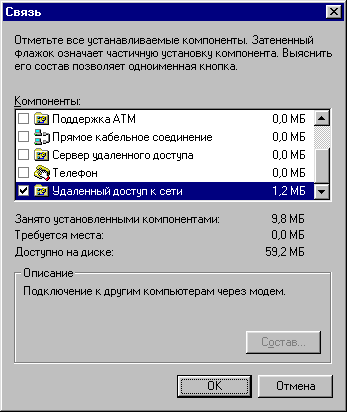 Связь
Отметьте все устанавливаемые компоненты. Затененный
флажок означает частичную установку компонента. Выяснить
его состав позволяет одноименная кнопка.
Компоненты:
Поддержка ATM 0,0 МБ
Прямое кабельное соединение 0,0 МБ
Сервер удаленного доступа 0,0 МБ
Телефон 0,0 МБ
Удаленный доступ к сети 1,2 МБ
Занято установленными компонентами: 9,8 МБ
Требуется места: 0,0 МБ
Доступно на диске: 59,2 МБ
Описание
Подключение к другим компьютерам через модем.
Состав...
OK Отмена